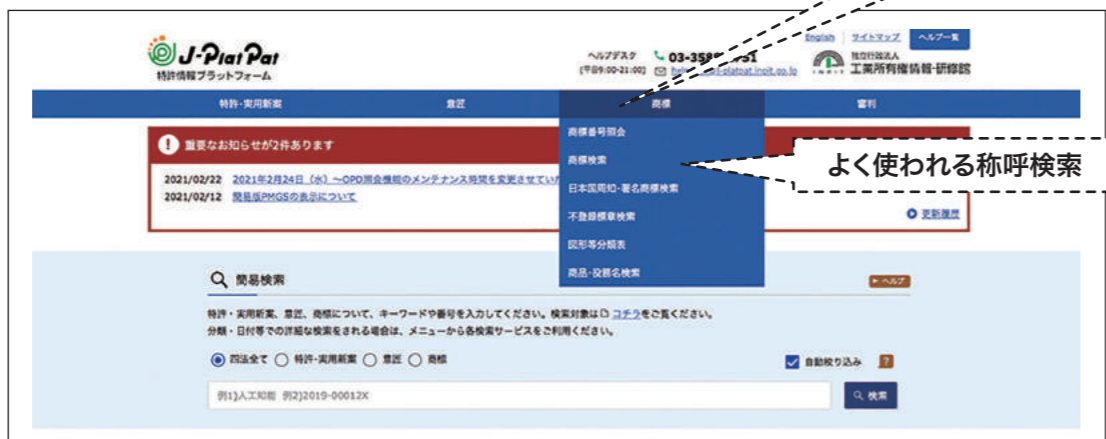 J-PlatPat
特許情報プラットフォーム
English サイトマップ ヘルプ一覧
ヘルプデスク
(平日9:00-21:00)
独立行政法人
工業所有権情報・研修館
特許・実用新案 意匠 商標 審判
重要なお知らせが2件あります
2021/02/22 2021年2月24日（水）～OPD照会機能のメンテナンス時間を変更させていた
2021/02/12 簡易版PMGSの表示について
更新履歴
商標番号照会
商標検索
日本国周知・著名商標検索
不登録標章検索
図形等分類表
商品・役務名検索
よく使われる称呼検索
簡易検索
ヘルプ
特許・実用新案、意匠、商標について、キーワードや番号を入力してください。検索対象は コチラをご覧ください。
分類・日付等での詳細な検索をされる場合は、メニューから各検索サービスをご利用ください。
四法全て 特許・実用新案 意匠 商標
自動絞り込み ?
例1)人工知能 例2)2019-00012X
検索